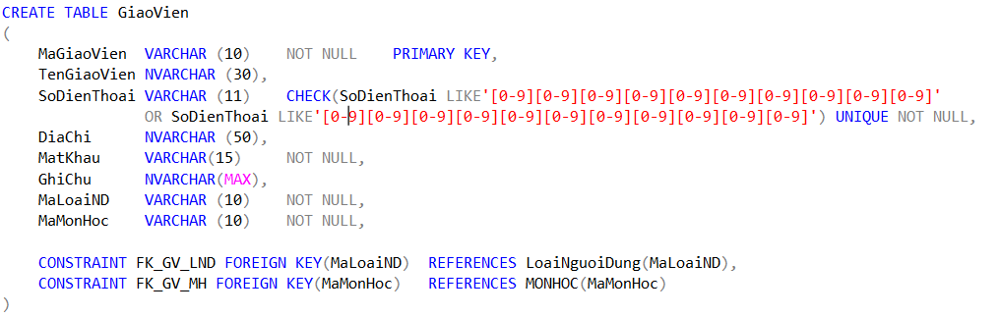 CREATE TABLE GiaoVien
(
MaGiaoVien VARCHAR (10) NOT NULL PRIMARY KEY,
TenGiaoVien NVARCHAR (30),
SoDienThoai VARCHAR (11) CHECK(SoDienThoai LIKE'[0-9][0-9][0-9][0-9][0-9][0-9][0-9][0-9][0-9][0-9]'
OR SoDienThoai LIKE'[0-9][0-9][0-9][0-9][0-9][0-9][0-9][0-9][0-9][0-9][0-9]') UNIQUE NOT NULL,
DiaChi NVARCHAR (50),
MatKhau VARCHAR(15) NOT NULL,
GhiChu NVARCHAR(MAX),
MaLoaiND VARCHAR (10) NOT NULL,
MaMonHoc VARCHAR (10) NOT NULL,
CONSTRAINT FK_GV_LND FOREIGN KEY(MaLoaiND) REFERENCES LoaiNguoiDung(MaLoaiND),
CONSTRAINT FK_GV_MH FOREIGN KEY(MaMonHoc) REFERENCES MONHOC(MaMonHoc)
)